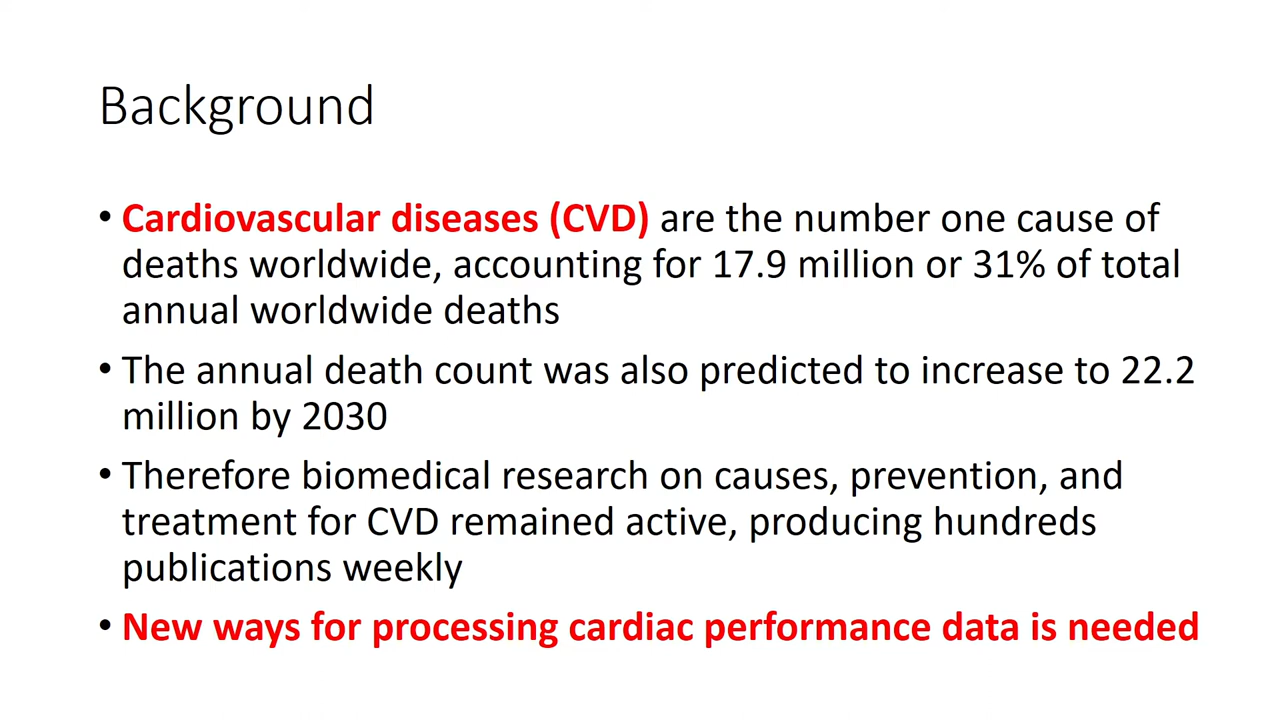 Background
• Cardiovascular diseases (CVD) are the number one cause of
deaths worldwide, accounting for 17.9 million or 31% of total
annual worldwide deaths
• The annual death count was also predicted to increase to 22.2
million by 2030
• Therefore biomedical research on causes, prevention, and
treatment for CVD remained active, producing hundreds
publications weekly
• New ways for processing cardiac performance data is needed